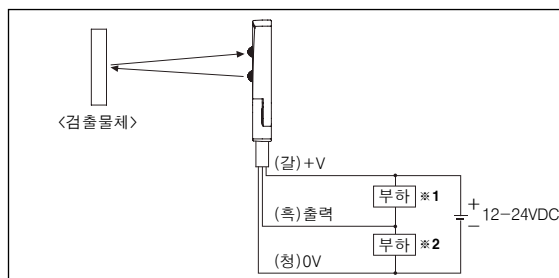 <검출물체>
(갈)+V
부하 ※1
(흑)출력
+ 12-24VDC
−
부하 ※2
(청)0V